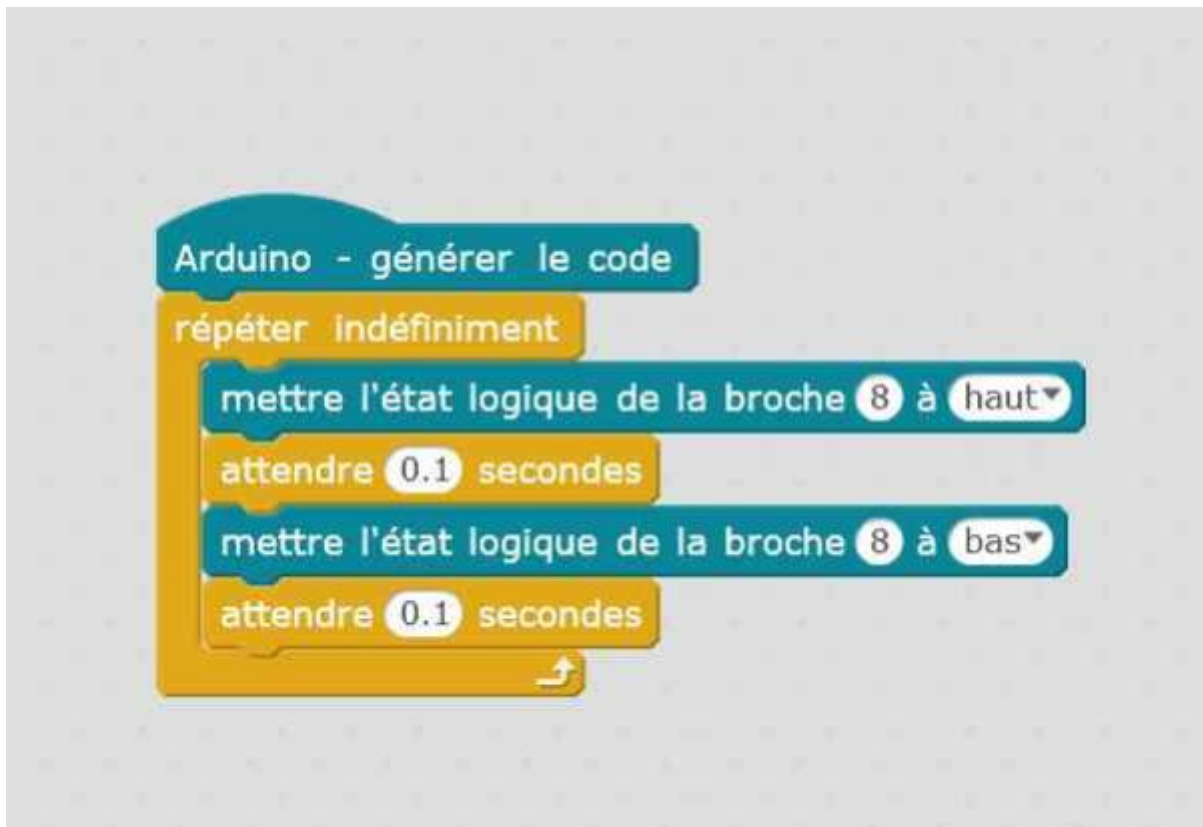 Arduino - générer le code
répéter indéfiniment
mettre l'état logique de la broche 8 à haut
attendre 0.1 secondes
mettre l'état logique de la broche 8 à bas
attendre 0.1 secondes